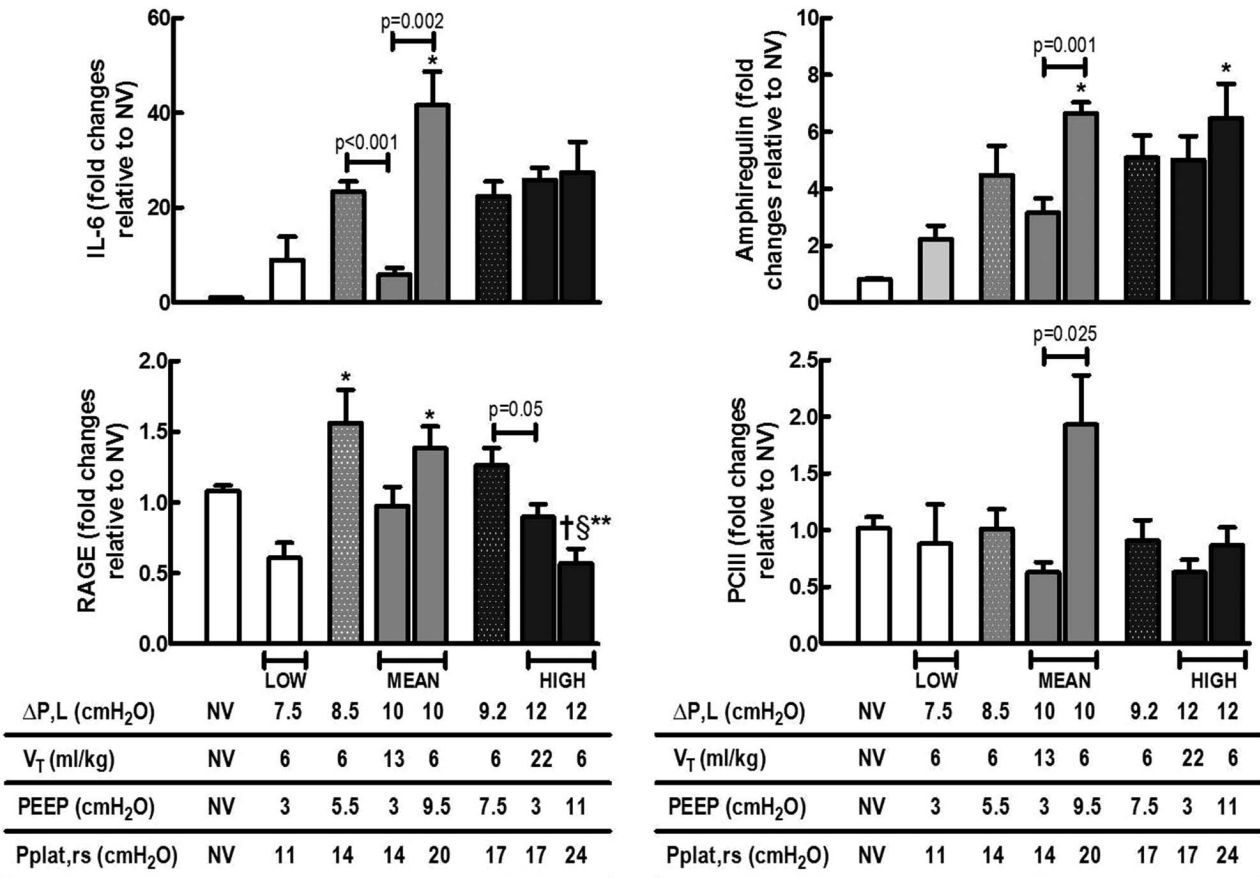 IL-6 (fold changes
relative to NV)
60
40
20
0
p<0.001
p=0.002
*
Amphiregulin (fold
changes relative to NV)
10
8
6
4
2
0
p=0.001
*
*
RAGE (fold changes
relative to NV)
2.0
1.5
1.0
0.5
0.0
*
*
p=0.05
†§**
PCIII (fold changes
relative to NV)
2.5
2.0
1.5
1.0
0.5
0.0
p=0.025
LOW MEAN HIGH
ΔP,L (cmH₂O) NV 7.5 8.5 10 10 9.2 12 12
V_T (ml/kg) NV 6 6 13 6 6 22 6
PEEP (cmH₂O) NV 3 5.5 3 9.5 7.5 3 11
Pplat,rs (cmH₂O) NV 11 14 14 20 17 17 24
LOW MEAN HIGH
ΔP,L (cmH₂O) NV 7.5 8.5 10 10 9.2 12 12
V_T (ml/kg) NV 6 6 13 6 6 22 6
PEEP (cmH₂O) NV 3 5.5 3 9.5 7.5 3 11
Pplat,rs (cmH₂O) NV 11 14 14 20 17 17 24